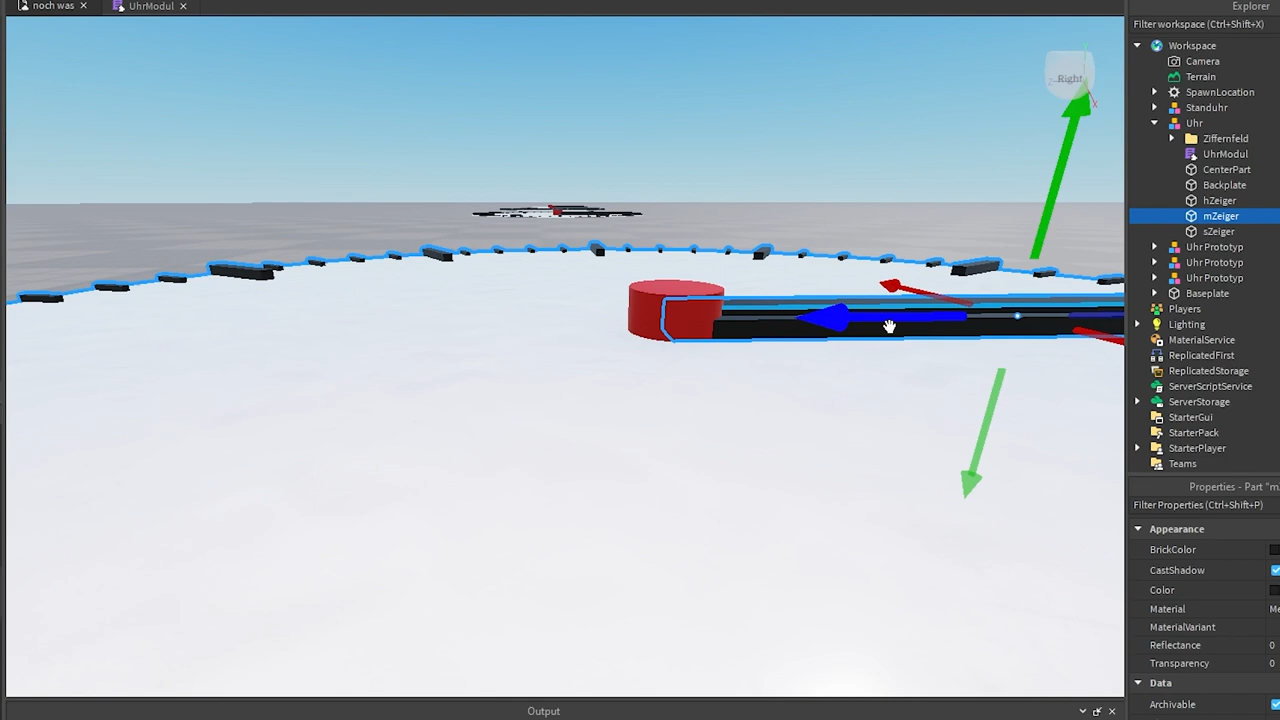 noch was
UhrModul
Right
Output
Explorer
Filter workspace (Ctrl+Shift+X)
Workspace
Camera
Terrain
SpawnLocation
Standuhr
Uhr
Ziffernfeld
UhrModul
CenterPart
Backplate
hZeiger
mZeiger
sZeiger
Uhr Prototyp
Uhr Prototyp
Uhr Prototyp
Baseplate
Players
Lighting
MaterialService
ReplicatedFirst
ReplicatedStorage
ServerScriptService
ServerStorage
StarterGui
StarterPack
StarterPlayer
Teams
Properties - Part "m
Filter Properties (Ctrl+Shift+P)
Appearance
BrickColor
CastShadow
Color
Material Me
MaterialVariant
Reflectance 0
Transparency 0
Data
Archivable